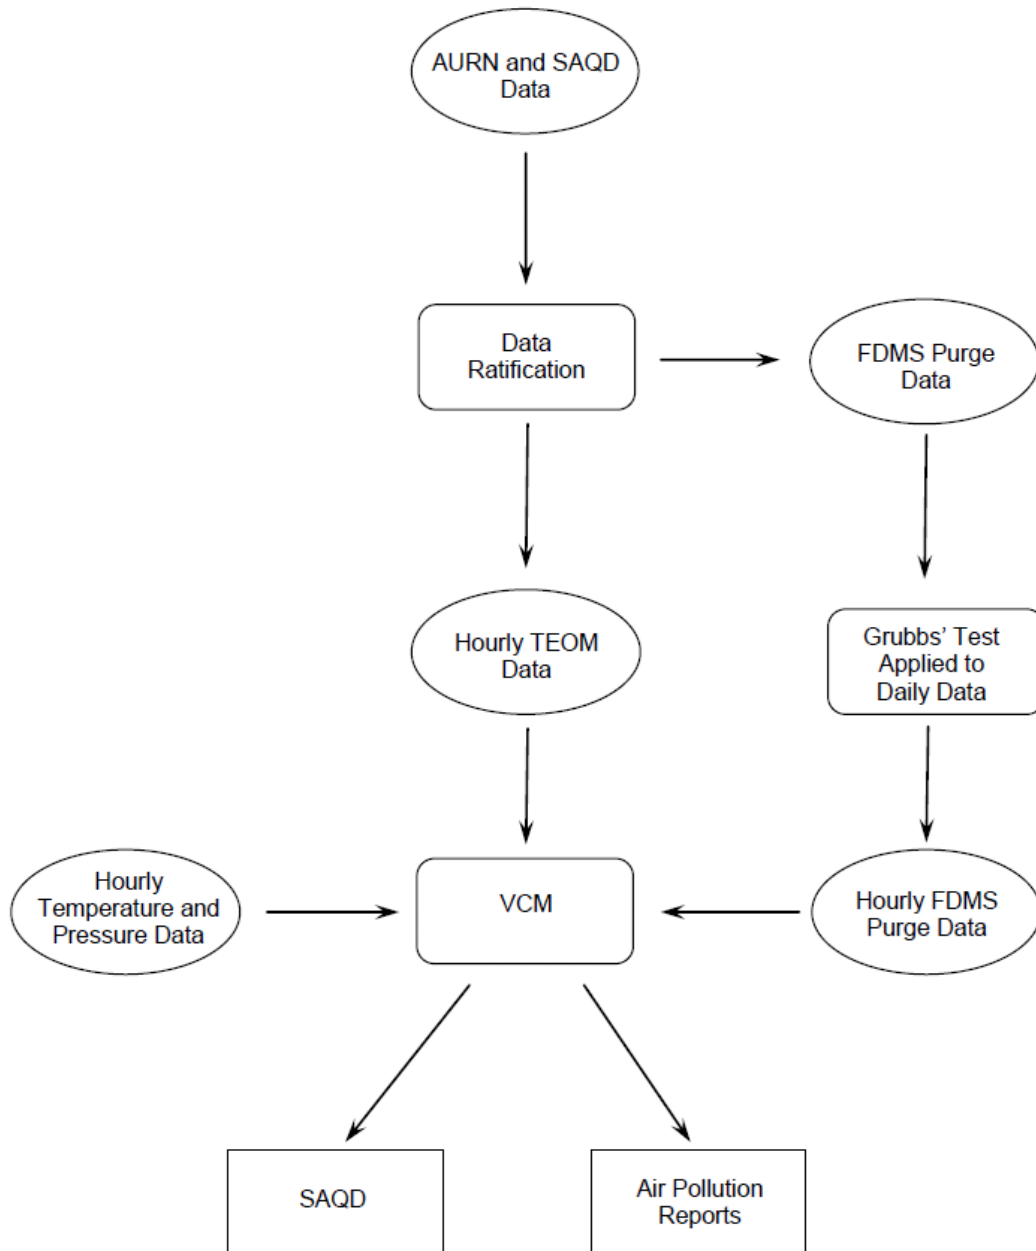 AURN and SAQD
Data
Data
Ratification
FDMS Purge
Data
Hourly TEOM
Data
Grubbs' Test
Applied to
Daily Data
Hourly
Temperature and
Pressure Data
VCM
Hourly FDMS
Purge Data
SAQD
Air Pollution
Reports